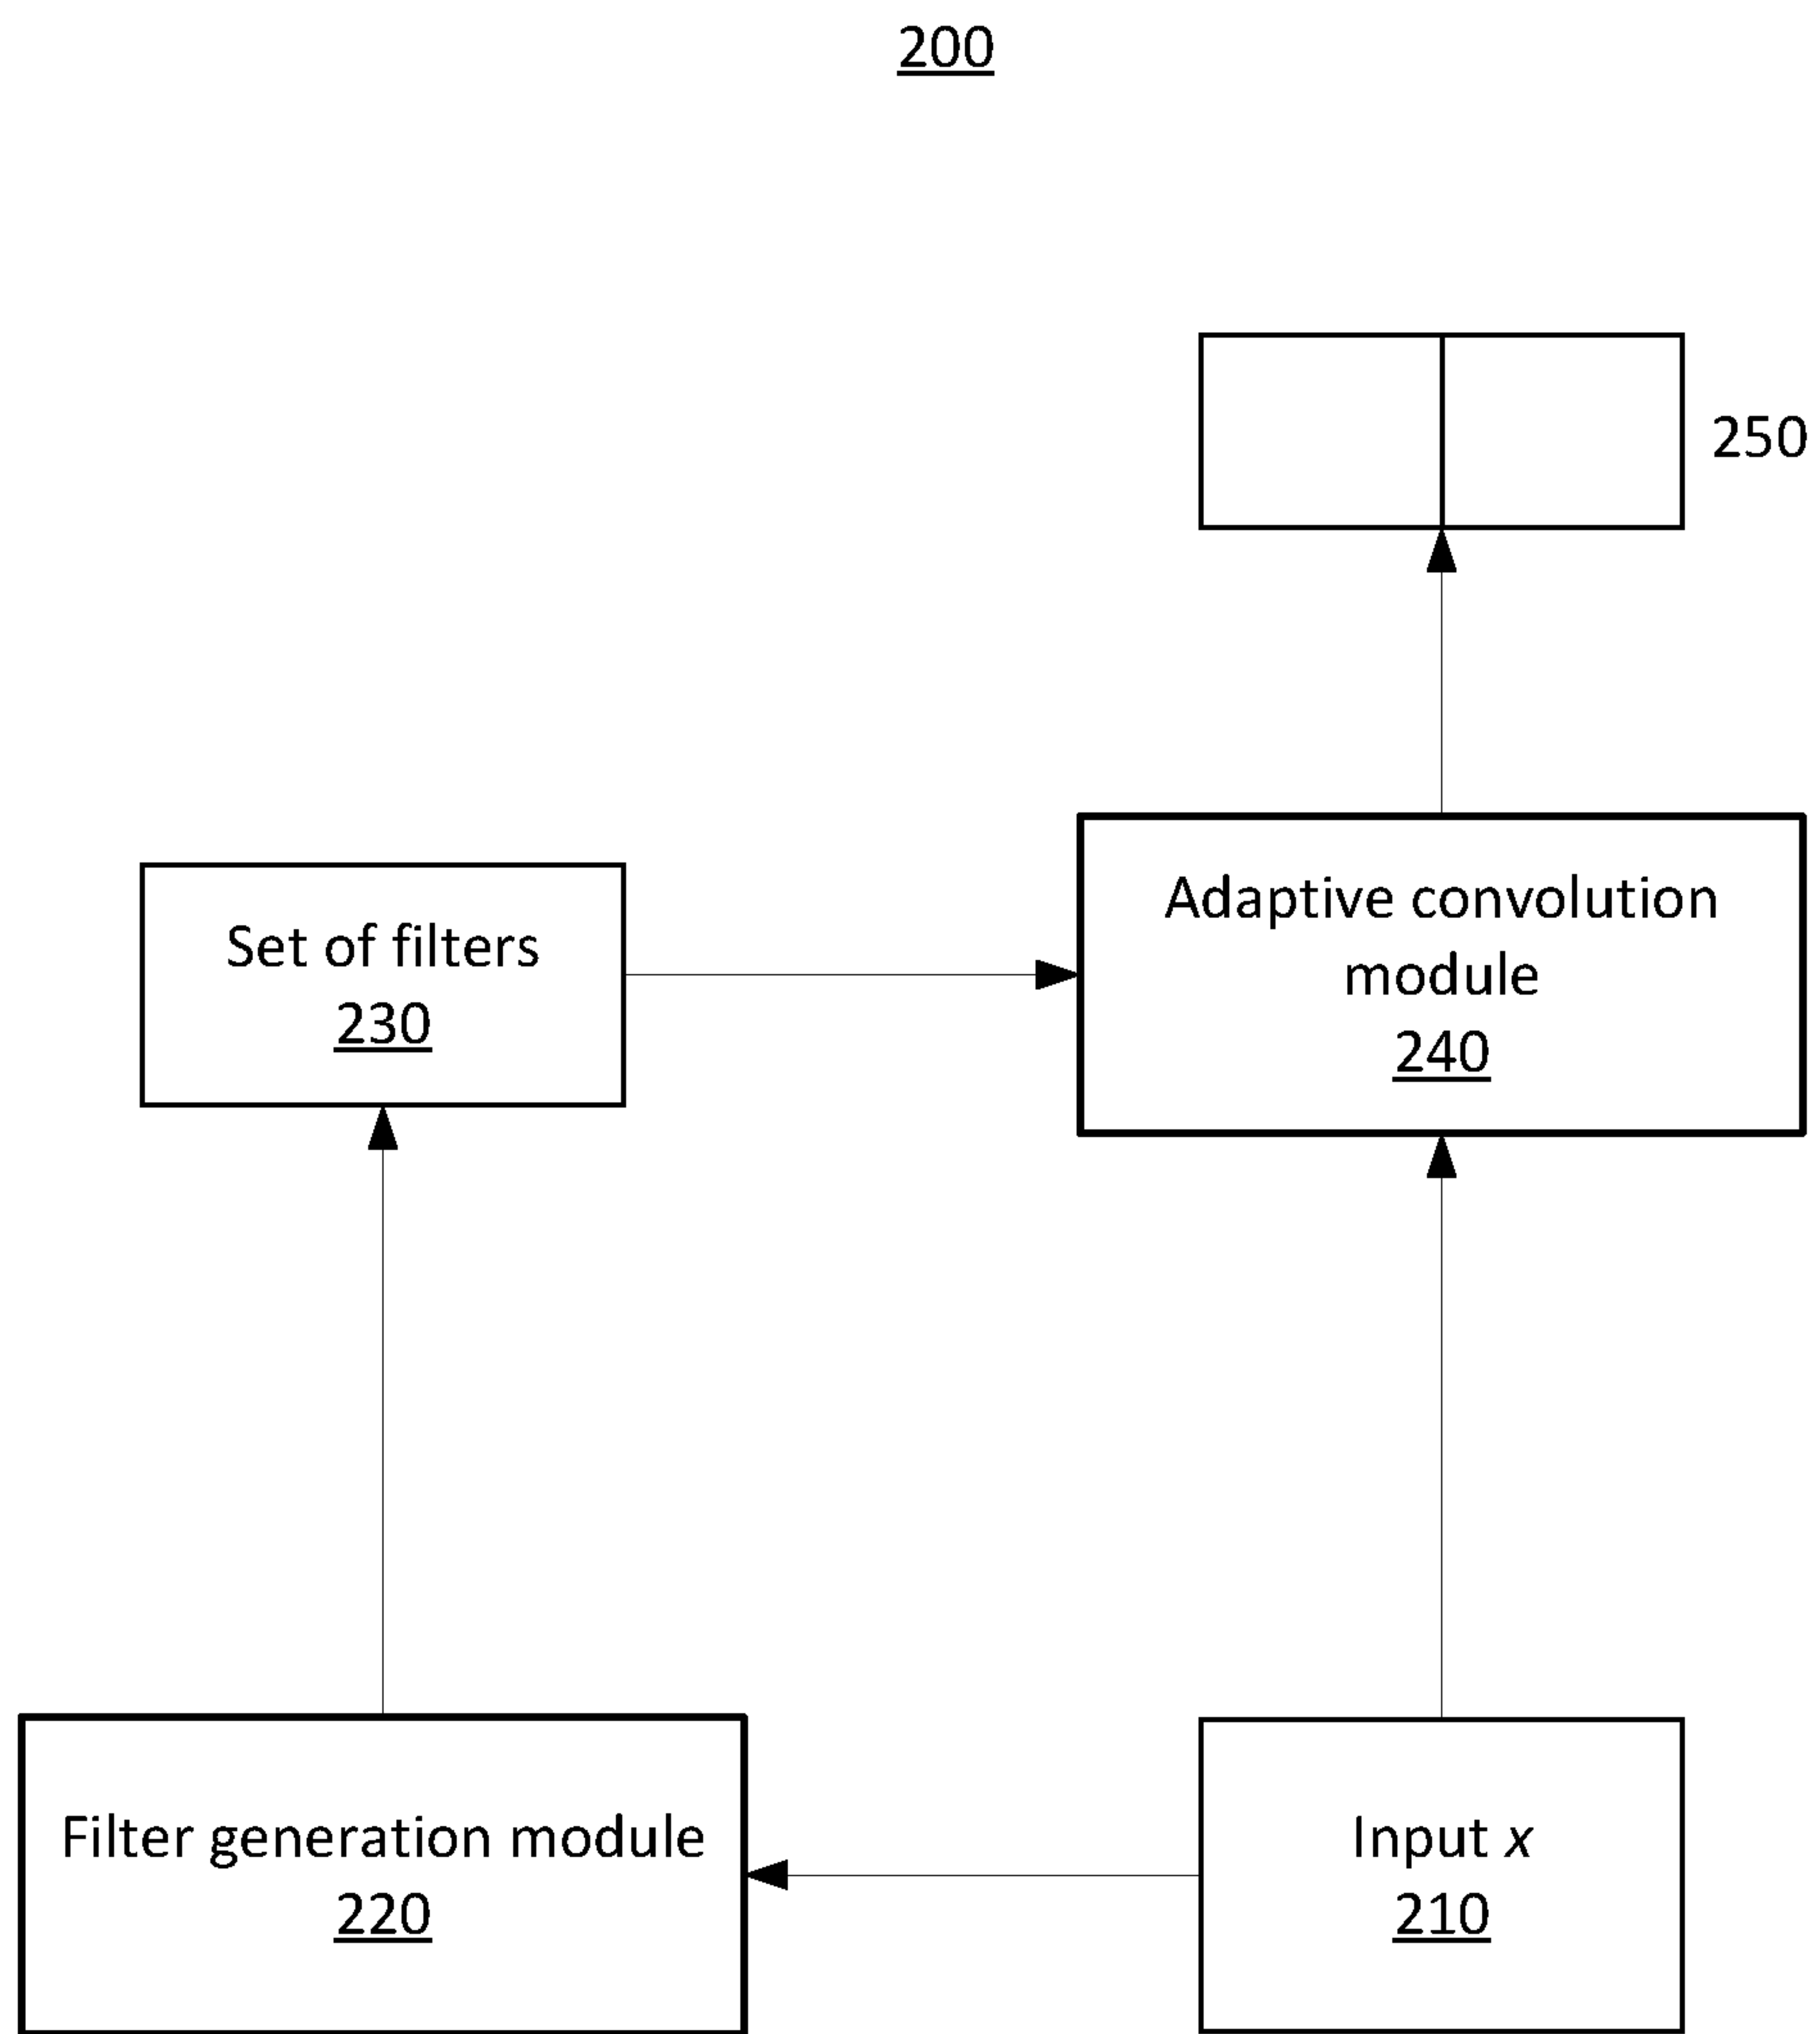 200
250
Adaptive convolution
module
240
Set of filters
230
Filter generation module
220
Input x
210